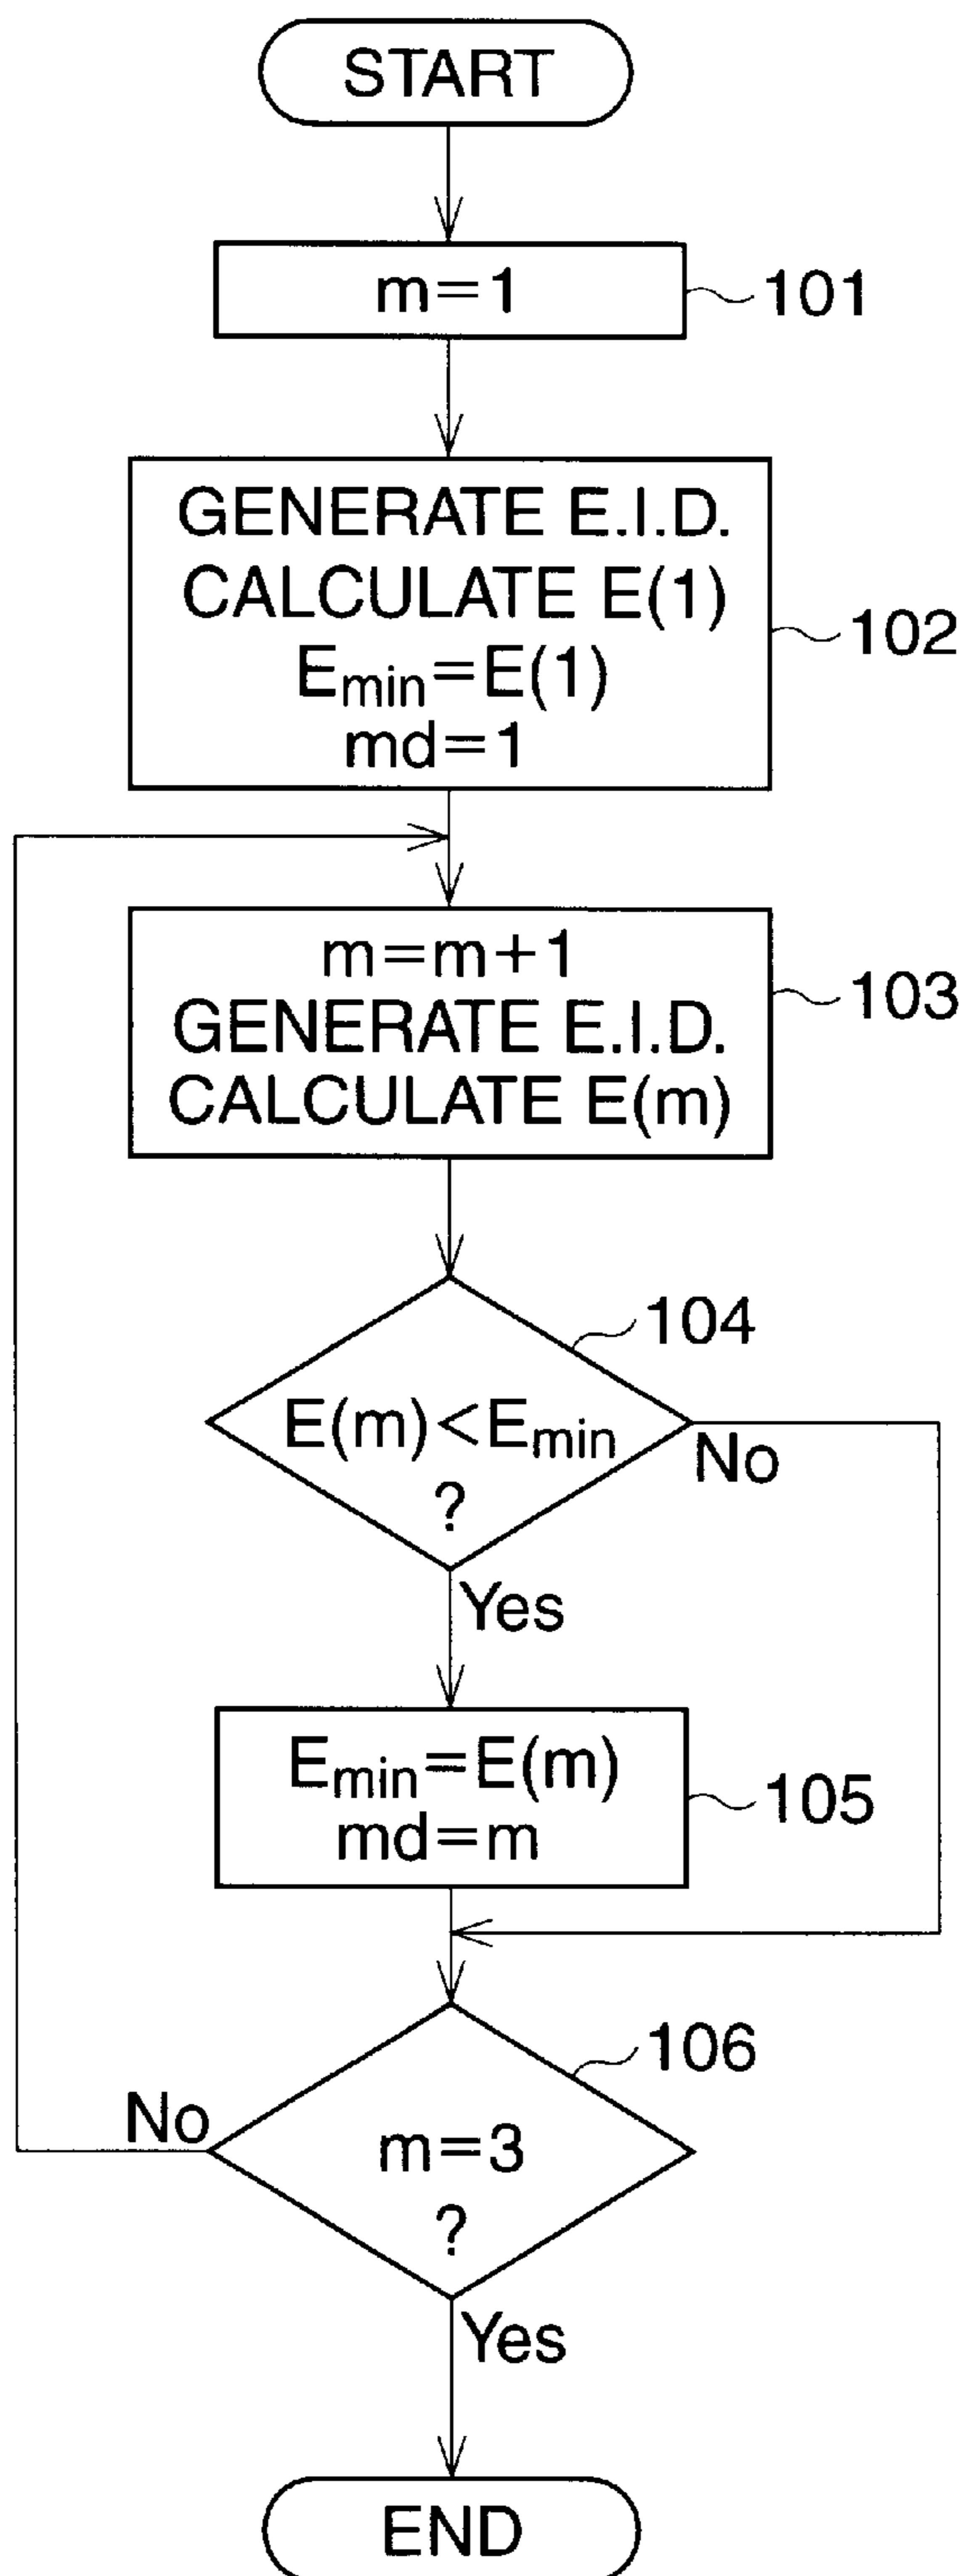 START
m=1
101
GENERATE E.I.D.
CALCULATE E(1)
Emin=E(1)
md=1
102
m=m+1
GENERATE E.I.D.
CALCULATE E(m)
103
104
E(m)<Emin
?
No
Yes
Emin=E(m)
md=m
105
106
No
m=3
?
Yes
END